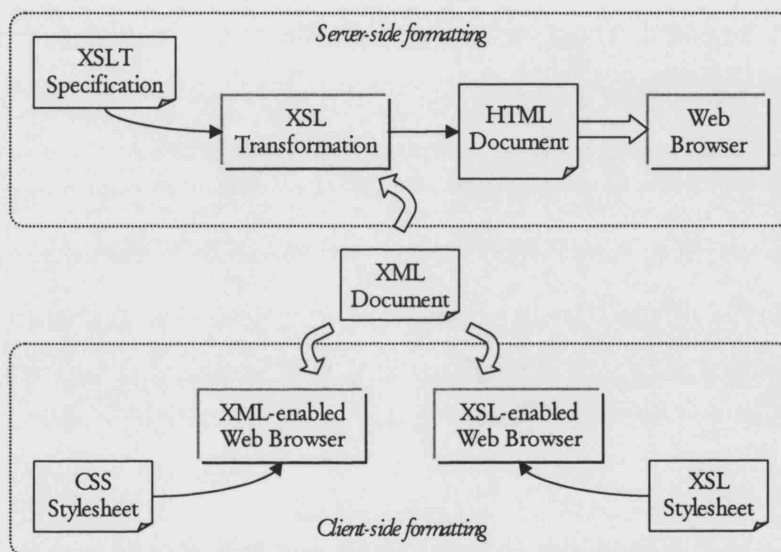 Server-side formatting
XSLT
Specification
XSL
Transformation
HTML
Document
Web
Browser
XML
Document
XML-enabled
Web Browser
XSL-enabled
Web Browser
CSS
Stylesheet
XSL
Stylesheet
Client-side formatting